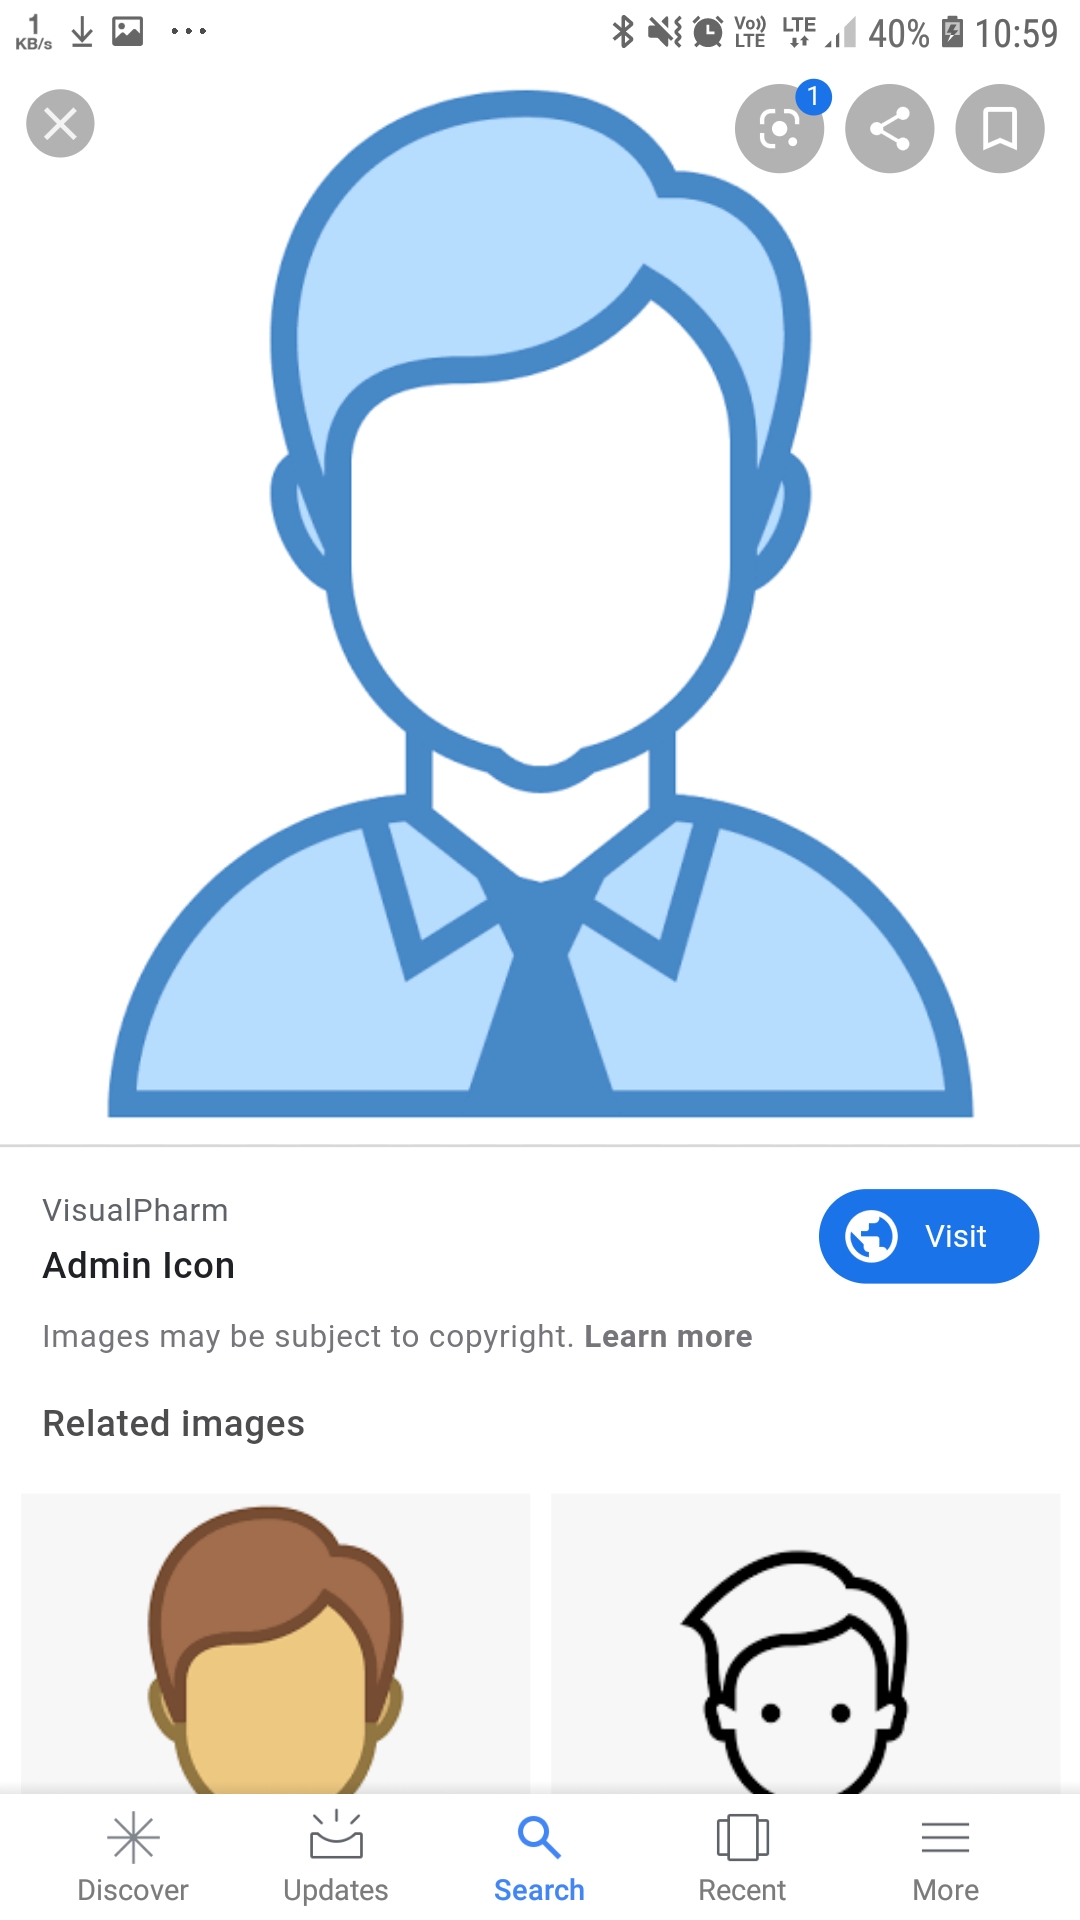 1
KB/s
Vo))
LTE
LTE
40%
10:59
1
VisualPharm
Admin Icon
Visit
Images may be subject to copyright. Learn more
Related images
Discover
Updates
Search
Recent
More